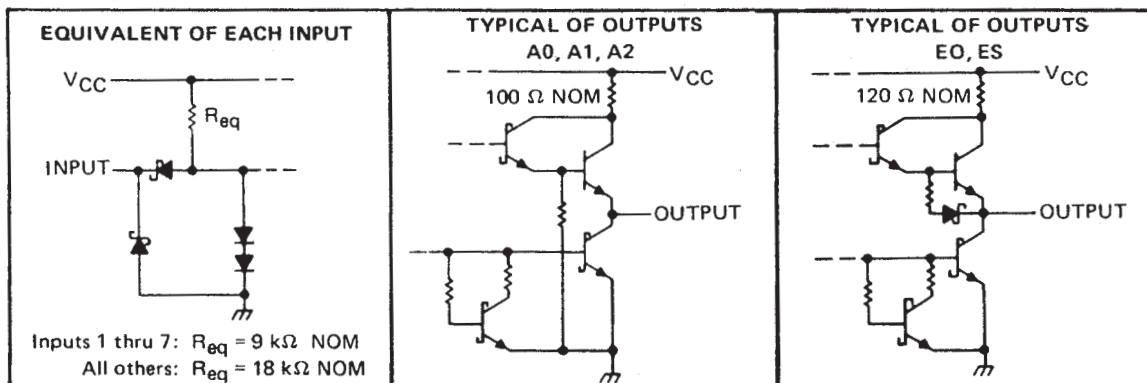 EQUIVALENT OF EACH INPUT
VCC
Req
INPUT
Inputs 1 thru 7: Req = 9 kΩ NOM
All others: Req = 18 kΩ NOM
TYPICAL OF OUTPUTS
A0, A1, A2
VCC
100 Ω NOM
OUTPUT
TYPICAL OF OUTPUTS
EO, ES
VCC
120 Ω NOM
OUTPUT